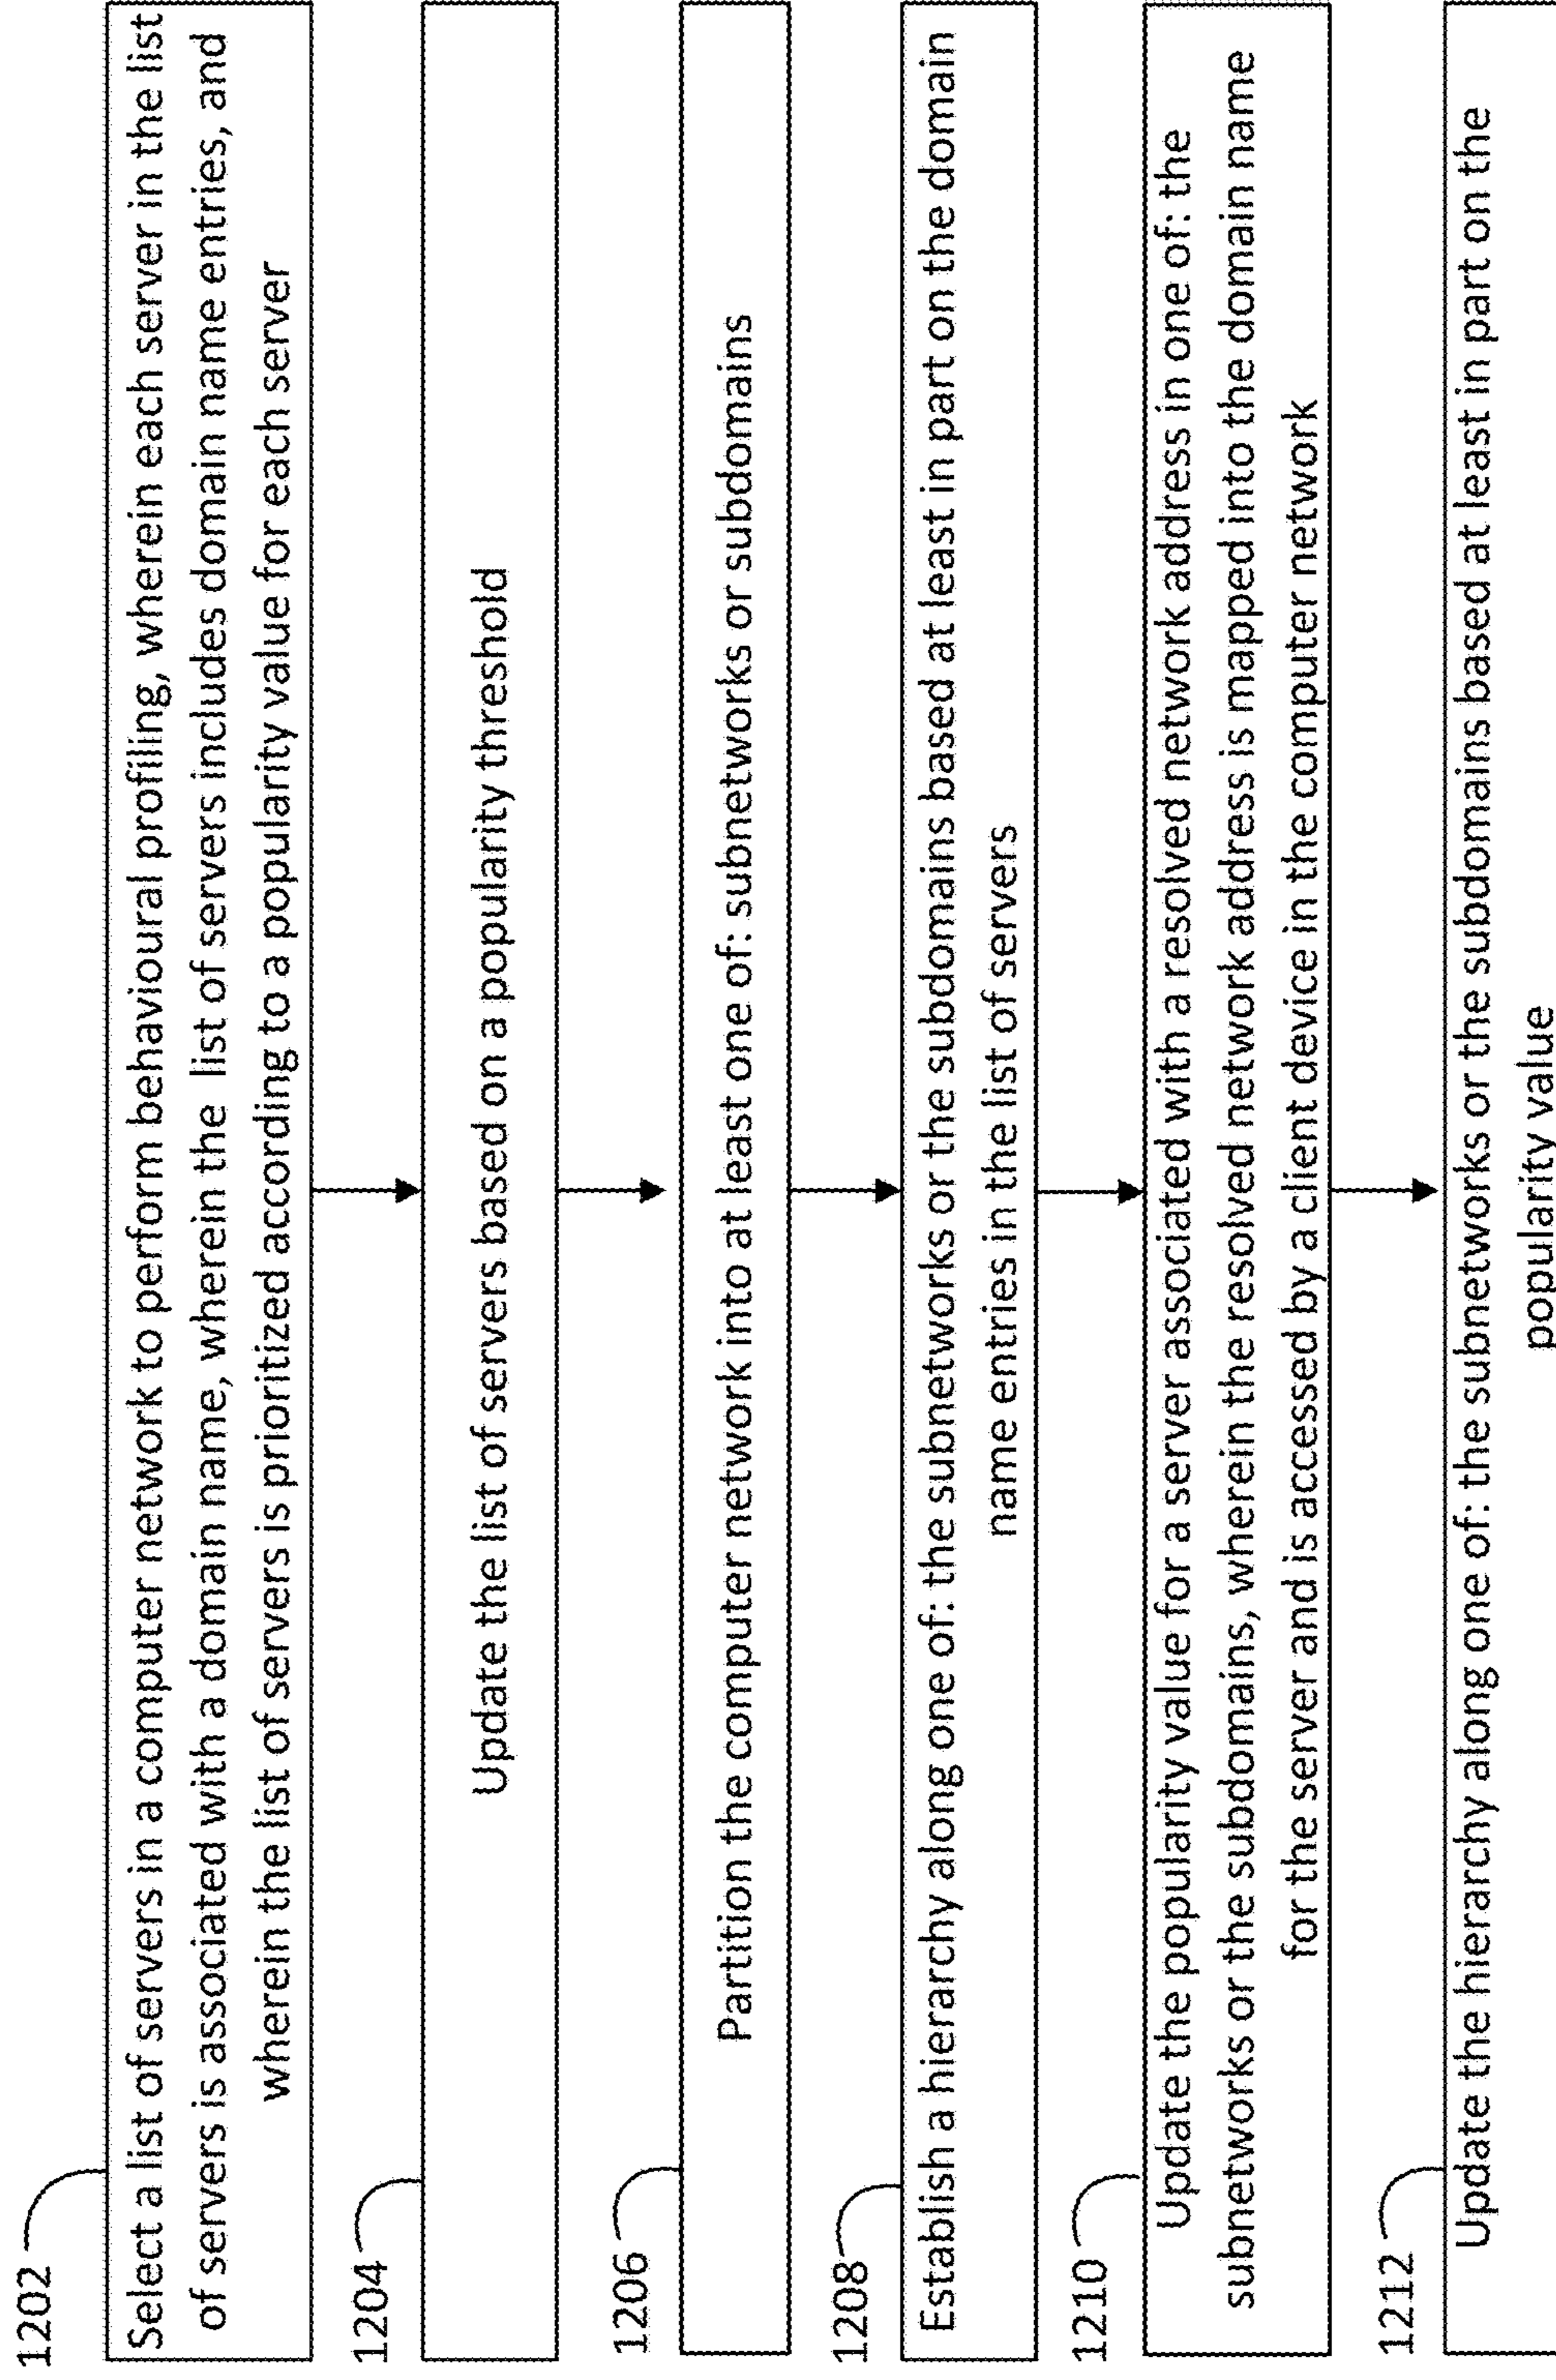 1202
Select a list of servers in a computer network to perform behavioural profiling, wherein each server in the list
of servers is associated with a domain name, wherein the list of servers includes domain name entries, and
wherein the list of servers is prioritized according to a popularity value for each server
1204
Update the list of servers based on a popularity threshold
1206
Partition the computer network into at least one of: subnetworks or subdomains
1208
Establish a hierarchy along one of: the subnetworks or the subdomains based at least in part on the domain
name entries in the list of servers
1210
Update the popularity value for a server associated with a resolved network address in one of: the
subnetworks or the subdomains, wherein the resolved network address is mapped into the domain name
for the server and is accessed by a client device in the computer network
1212
Update the hierarchy along one of: the subnetworks or the subdomains based at least in part on the
popularity value